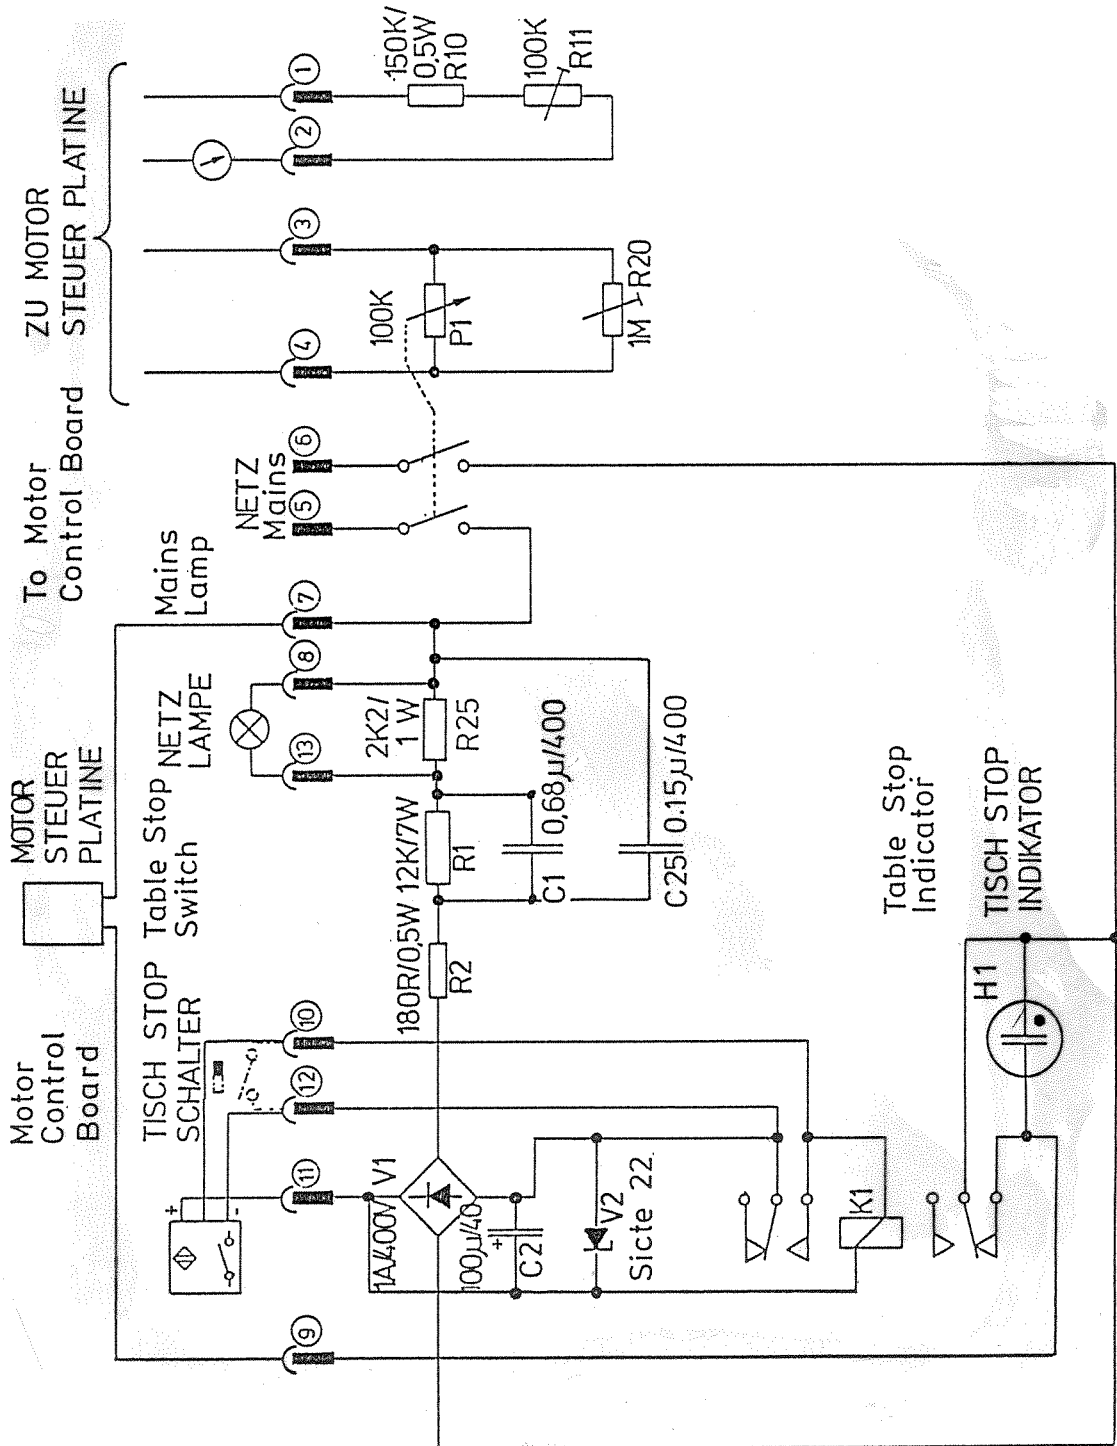 Motor
Control
Board
MOTOR
STEUER
PLATINE
To Motor
Control Board
ZU MOTOR
STEUER PLATINE
TISCH STOP
SCHALTER
Table Stop
Switch
NETZ
LAMPE
Mains
Lamp
NETZ
Mains
+
-
9
11
12
10
13
8
7
5
6
4
3
2
1
1A/400V V1
100µ/40
+
C2
V2
Sicte 22
180R/0,5W
R2
12K/7W
R1
2K2/
1W
R25
C1
0,68µ/400
C25
0.15µ/400
100K
P1
1M
R20
150K/
0,5W
R10
100K
R11
K1
H1
Table Stop
Indicator
TISCH STOP
INDIKATOR